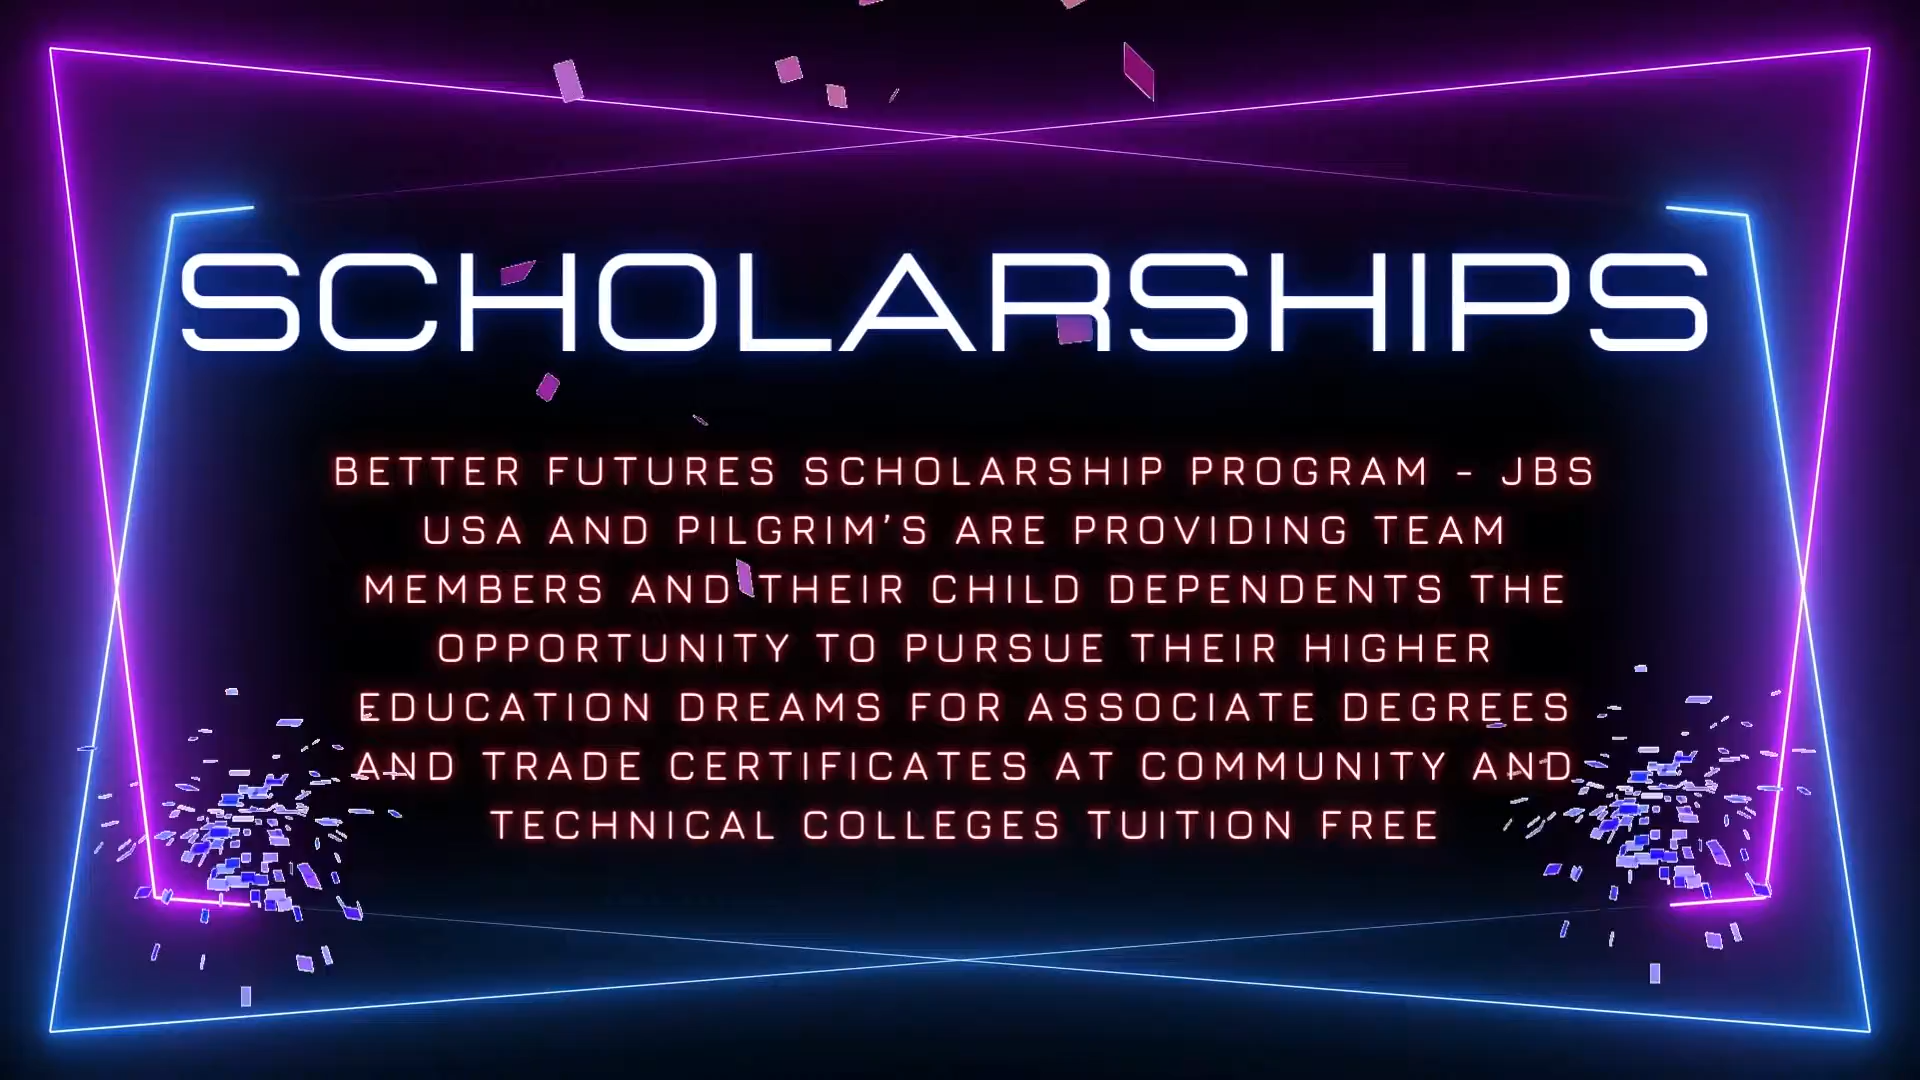 SCHOLARSHIPS
BETTER FUTURES SCHOLARSHIP PROGRAM - JBS
USA AND PILGRIM'S ARE PROVIDING TEAM
MEMBERS AND THEIR CHILD DEPENDENTS THE
OPPORTUNITY TO PURSUE THEIR HIGHER
EDUCATION DREAMS FOR ASSOCIATE DEGREES
AND TRADE CERTIFICATES AT COMMUNITY AND
TECHNICAL COLLEGES TUITION FREE